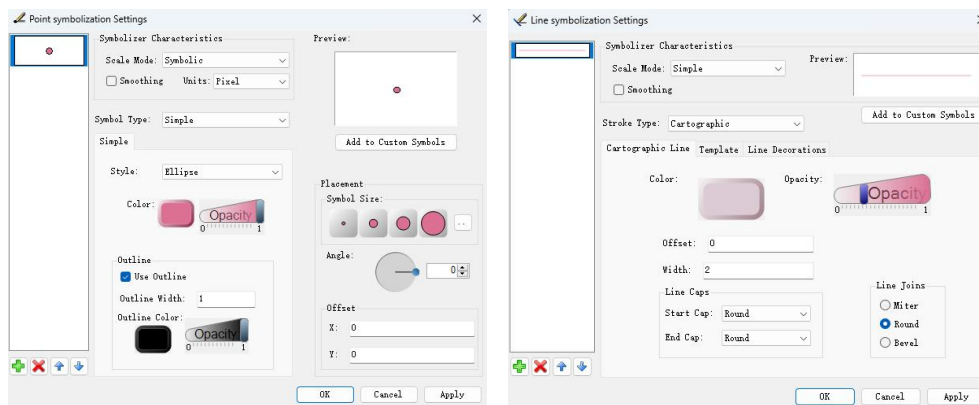 Point symbolization Settings
Symbolizer Characteristics
Scale Mode: Symbolic
Smoothing Units: Pixel
Symbol Type: Simple
Simple
Style: Ellipse
Color:
Opacity
0 1
Outline
Use Outline
Outline Width: 1
Outline Color:
Opacity
0 1
Preview:
Add to Custom Symbols
Placement
Symbol Size:
..
Angle:
0
Offset
X: 0
Y: 0
OK Cancel Apply
Line symbolization Settings
Symbolizer Characteristics
Scale Mode: Simple
Smoothing
Preview:
Add to Custom Symbols
Stroke Type: Cartographic
Cartographic Line Template Line Decorations
Color: Opacity:
Opacity
0 1
Offset: 0
Width: 2
Line Caps
Start Cap: Round
End Cap: Round
Line Joins
Miter
Round
Bevel
OK Cancel Apply